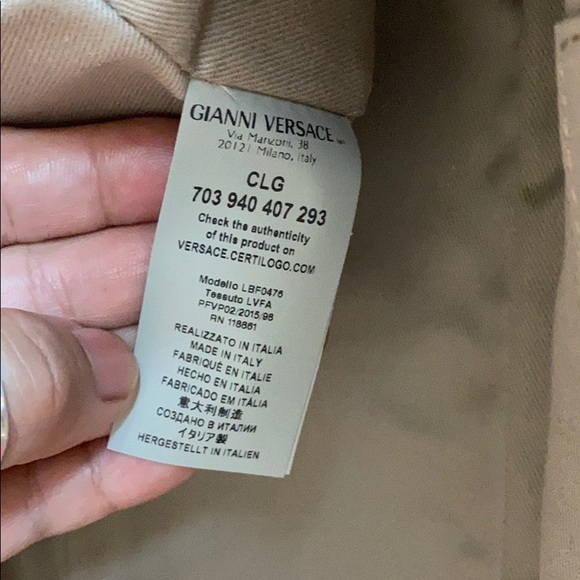 GIANNI VERSACE
Via Manzoni, 38
20121 Milano, Italy
CLG
703 940 407 293
Check the authenticity
of this product on
VERSACE.CERTILOGO.COM
Modello LBF0476
Tessuto LVFA
PFVP02/2015/98
RN 118861
REALIZZATO IN ITALIA
MADE IN ITALY
FABRIQUÉ EN ITALIE
HECHO EN ITALIA
FABRICADO EM ITÁLIA
意大利制造
СОЗДАНО В ИТАЛИИ
イタリア製
HERGESTELLT IN ITALIEN